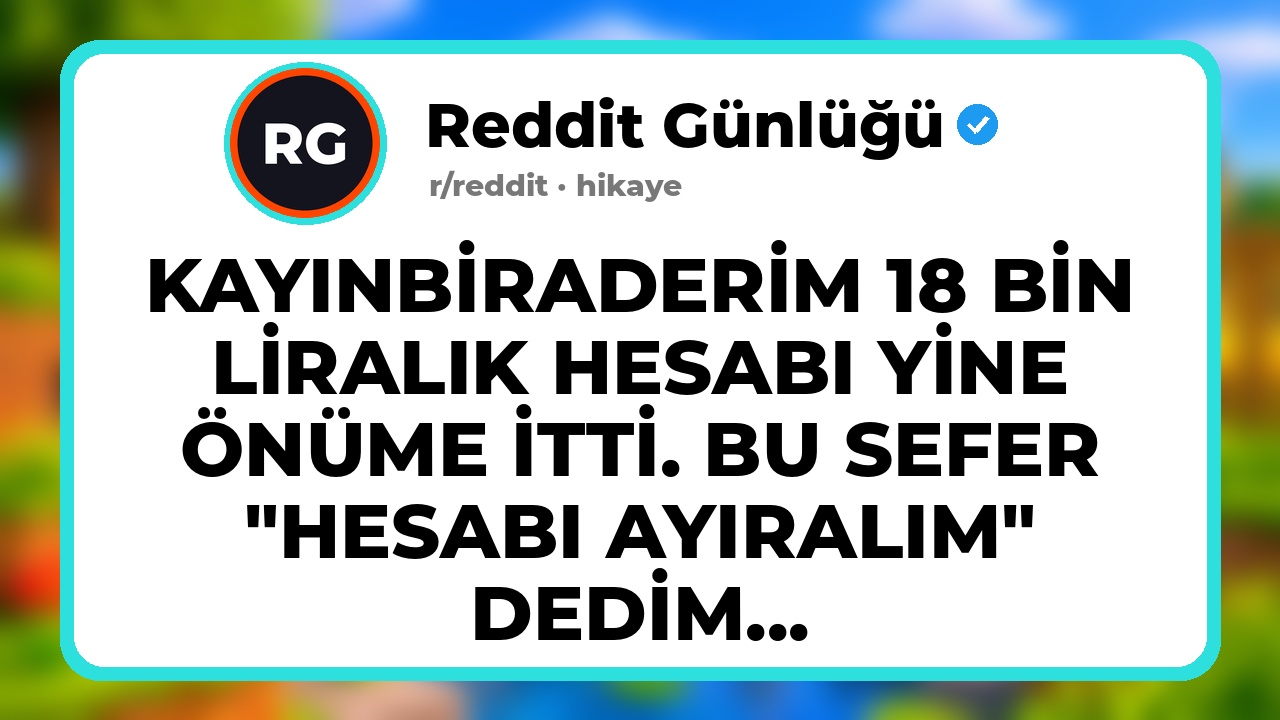 RG
Reddit Günlüğü
r/reddit • hikaye
KAYINBİRADERİM 18 BİN
LİRALIK HESABI YİNE
ÖNÜME İTTİ. BU SEFER
"HESABI AYIRALIM"
DEDİM...